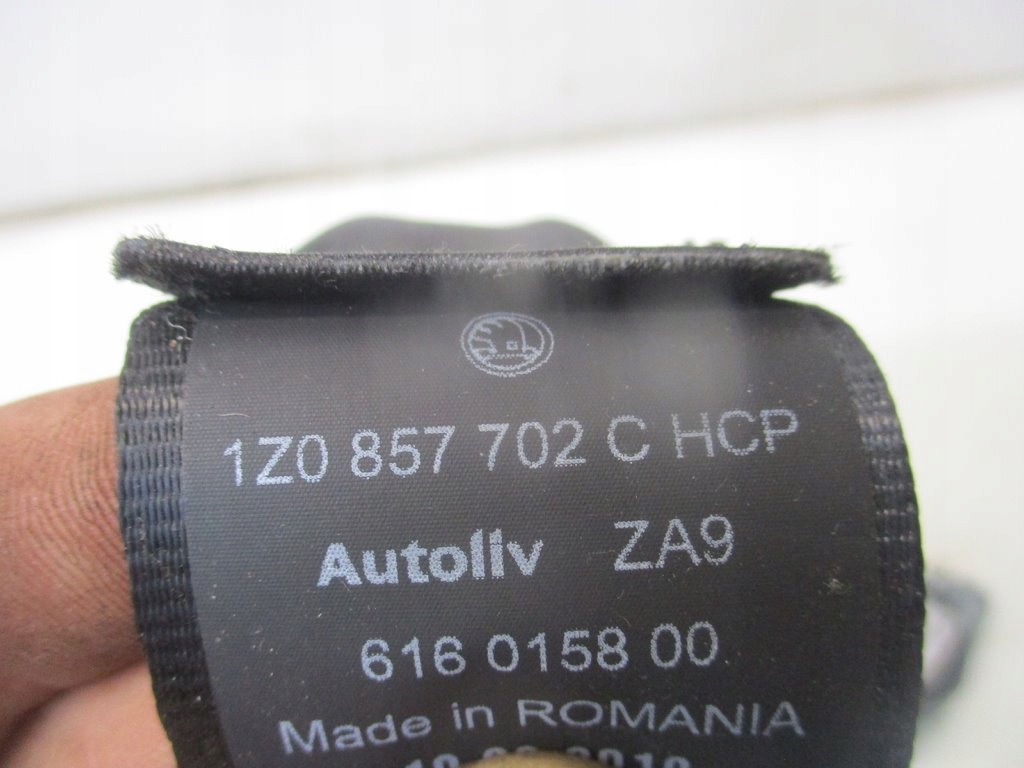 1Z0 857 702 C HCP
Autoliv ZA9
616 0158 00
Made in ROMANIA